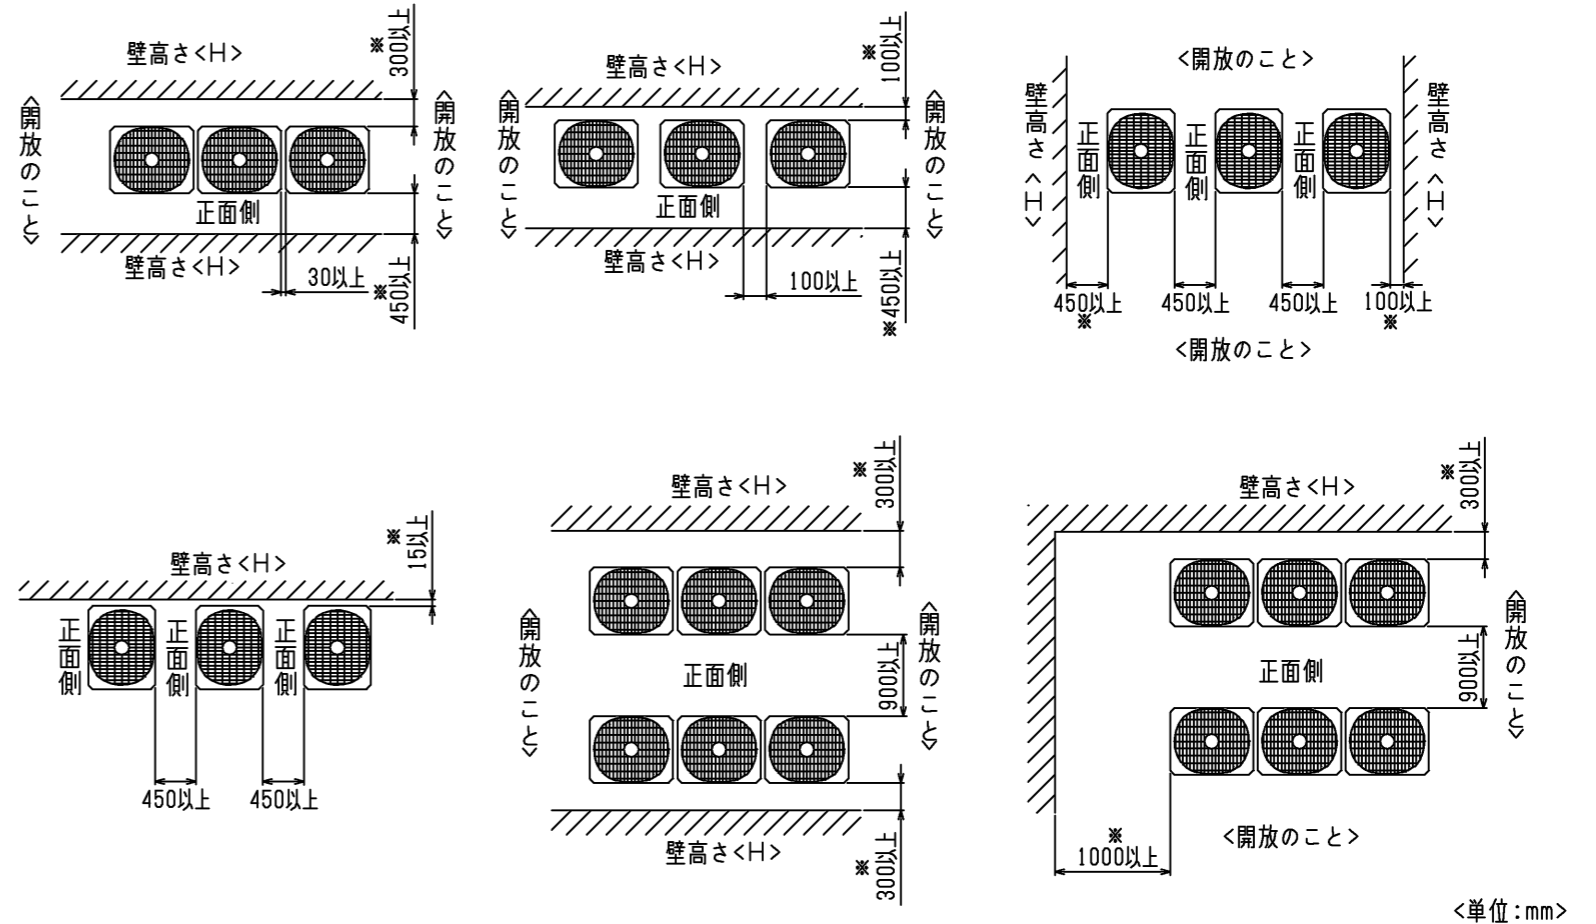 壁高さ<H>
※
300以上
<開放のこと>
<開放のこと>
正面側
壁高さ<H>
30以上
※
450以上
壁高さ<H>
※
100以上
<開放のこと>
<開放のこと>
正面側
壁高さ<H>
100以上
※450以上
<開放のこと>
壁高さ<H>
正面側
正面側
正面側
壁高さ<H>
450以上
※
450以上
450以上
100以上
※
<開放のこと>
壁高さ<H>
※
15以上
正面側
正面側
正面側
450以上
450以上
壁高さ<H>
※
300以上
<開放のこと>
正面側
900以上
<開放のこと>
壁高さ<H>
※
300以上
壁高さ<H>
※
300以上
正面側
900以上
<開放のこと>
※
1000以上
<開放のこと>
<単位:mm>